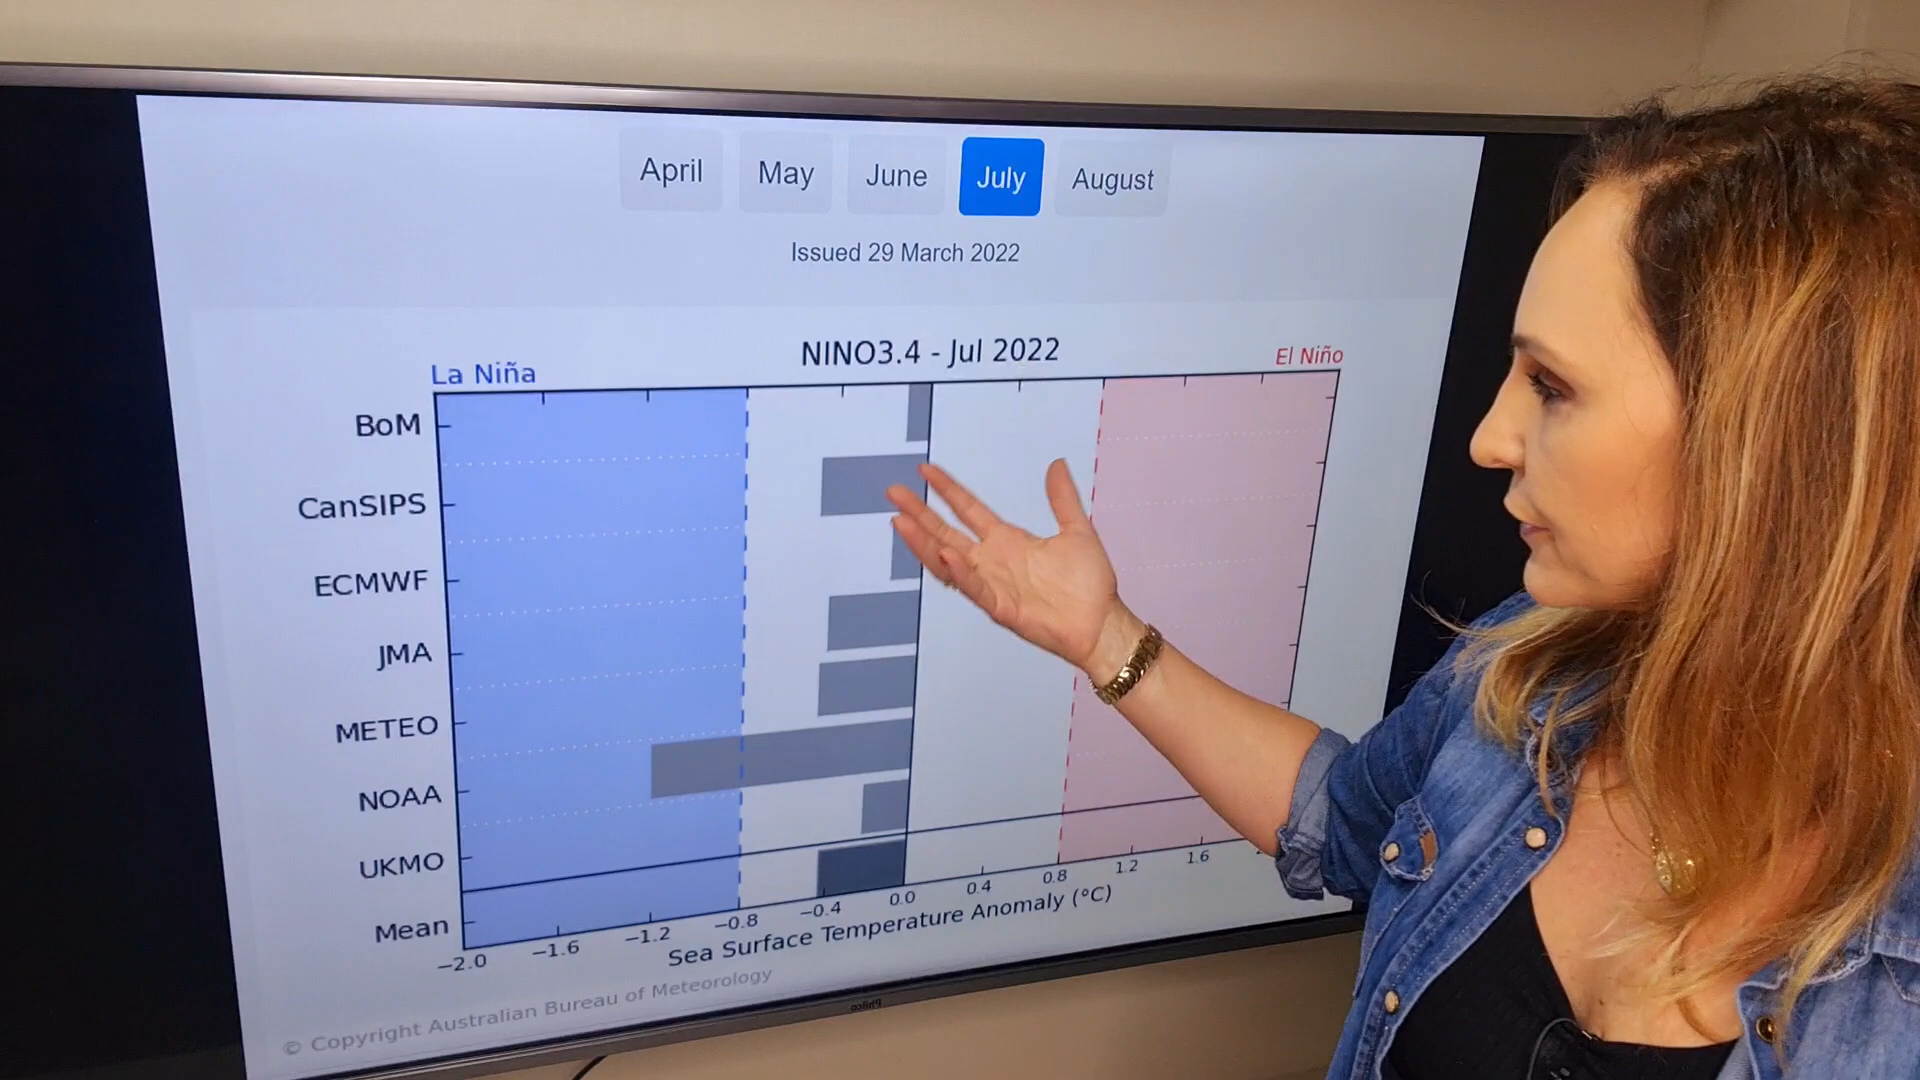 April May June July August
Issued 29 March 2022
NINO3.4 - Jul 2022
La Niña El Niño
BoM
CanSIPS
ECMWF
JMA
METEO
NOAA
UKMO
Mean
−2.0 −1.6 −1.2 −0.8 −0.4 0.0 0.4 0.8 1.2 1.6
Sea Surface Temperature Anomaly (°C)
© Copyright Australian Bureau of Meteorology
Philco